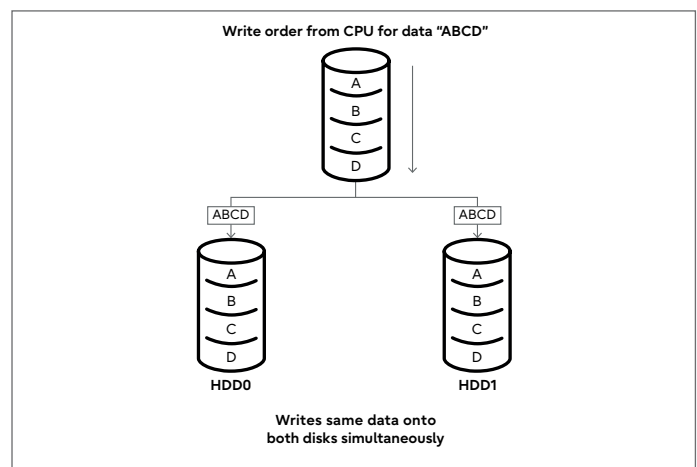 Write order from CPU for data “ABCD”
A
B
C
D
ABCD
ABCD
A
B
C
D
HDD0
A
B
C
D
HDD1
Writes same data onto
both disks simultaneously